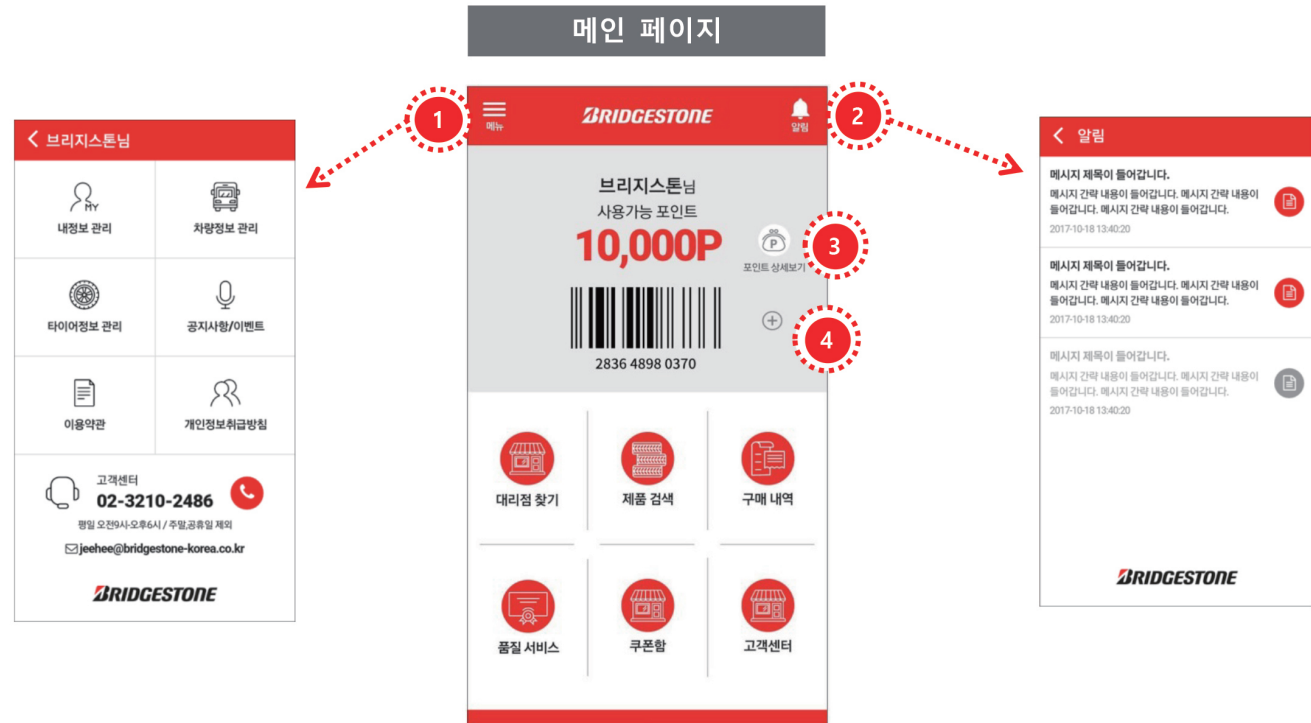 메인 페이지
브리지스톤님
MY
내정보 관리
차량정보 관리
타이어정보 관리
공지사항/이벤트
이용약관
개인정보취급방침
고객센터
02-3210-2486
평일 오전9시-오후6시 / 주말,공휴일 제외
jeehee@bridgestone-korea.co.kr
BRIDGESTONE
1
메뉴
BRIDGESTONE
알림
2
브리지스톤님
사용가능 포인트
10,000P
P
포인트 상세보기
3
4
2836 4898 0370
대리점 찾기
제품 검색
구매 내역
품질 서비스
쿠폰함
고객센터
알림
메시지 제목이 들어갑니다.
메시지 간략 내용이 들어갑니다. 메시지 간략 내용이
들어갑니다. 메시지 간략 내용이 들어갑니다.
2017-10-18 13:40:20
메시지 제목이 들어갑니다.
메시지 간략 내용이 들어갑니다. 메시지 간략 내용이
들어갑니다. 메시지 간략 내용이 들어갑니다.
2017-10-18 13:40:20
메시지 제목이 들어갑니다.
메시지 간략 내용이 들어갑니다. 메시지 간략 내용이
들어갑니다. 메시지 간략 내용이 들어갑니다.
2017-10-18 13:40:20
BRIDGESTONE